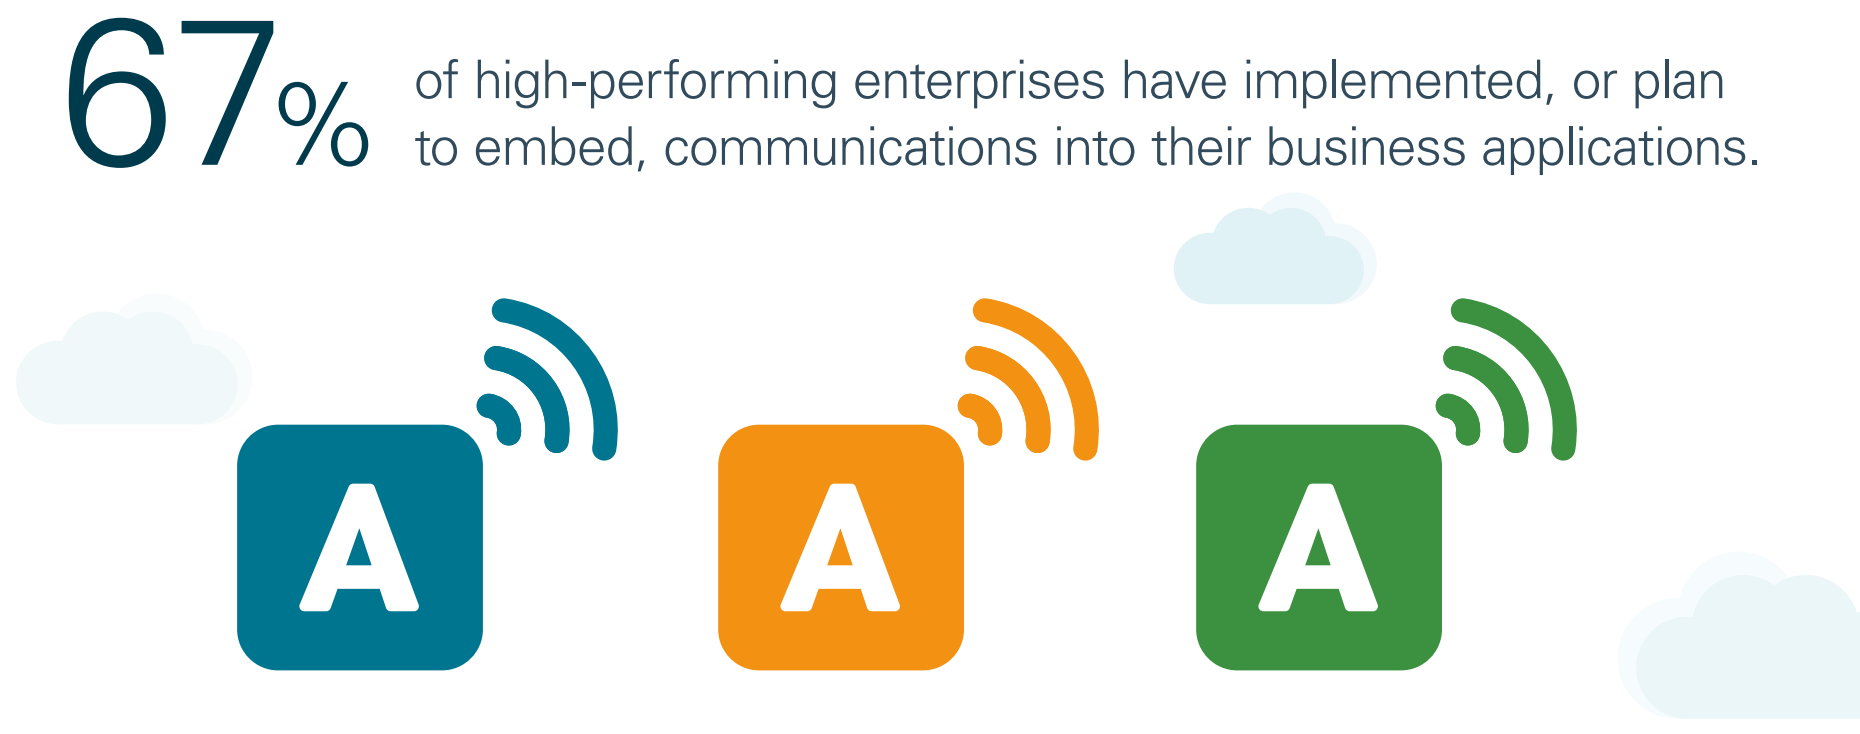 67% of high-performing enterprises have implemented, or plan
to embed, communications into their business applications.
A A A